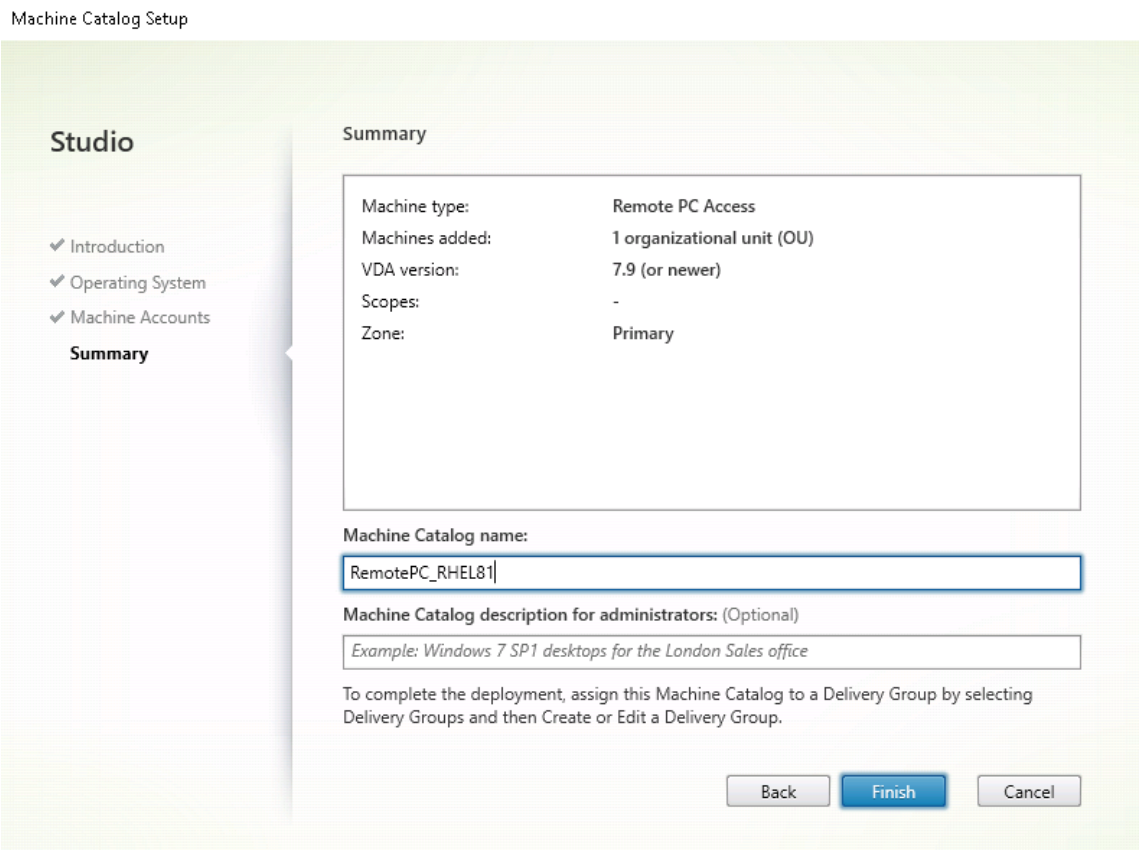 Machine Catalog Setup
Studio
Introduction
Operating System
Machine Accounts
Summary
Summary
Machine type: Remote PC Access
Machines added: 1 organizational unit (OU)
VDA version: 7.9 (or newer)
Scopes: -
Zone: Primary
Machine Catalog name:
RemotePC_RHEL81
Machine Catalog description for administrators: (Optional)
Example: Windows 7 SP1 desktops for the London Sales office
To complete the deployment, assign this Machine Catalog to a Delivery Group by selecting
Delivery Groups and then Create or Edit a Delivery Group.
Back Finish Cancel